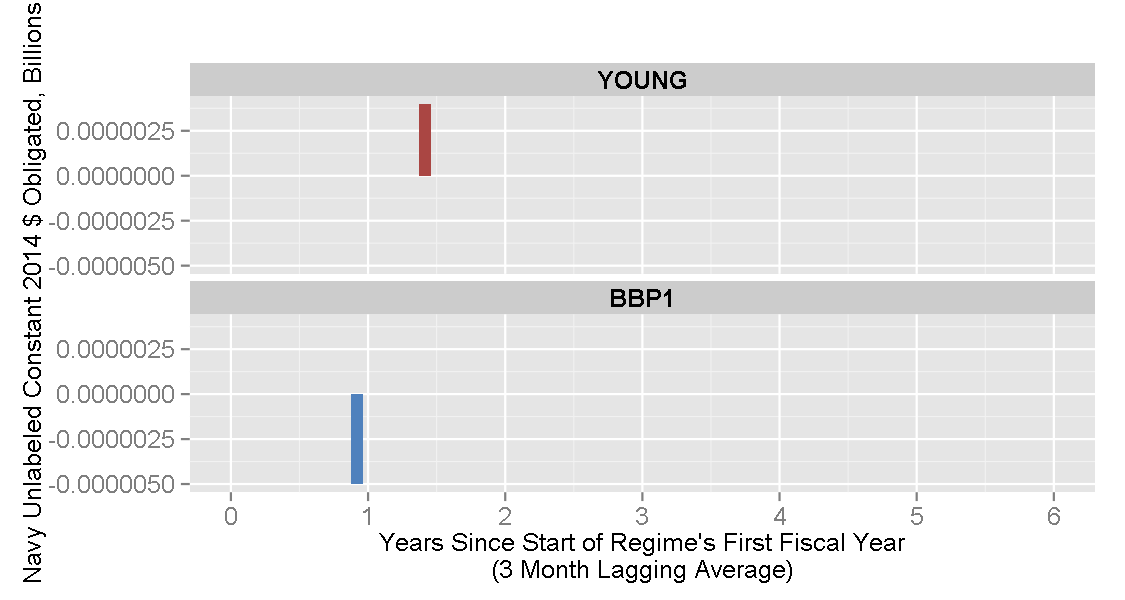 Navy Unlabeled Constant 2014 $ Obligated, Billions
YOUNG
0.0000025
0.0000000
-0.0000025
-0.0000050
BBP1
0.0000025
0.0000000
-0.0000025
-0.0000050
0 1 2 3 4 5 6
Years Since Start of Regime's First Fiscal Year
(3 Month Lagging Average)